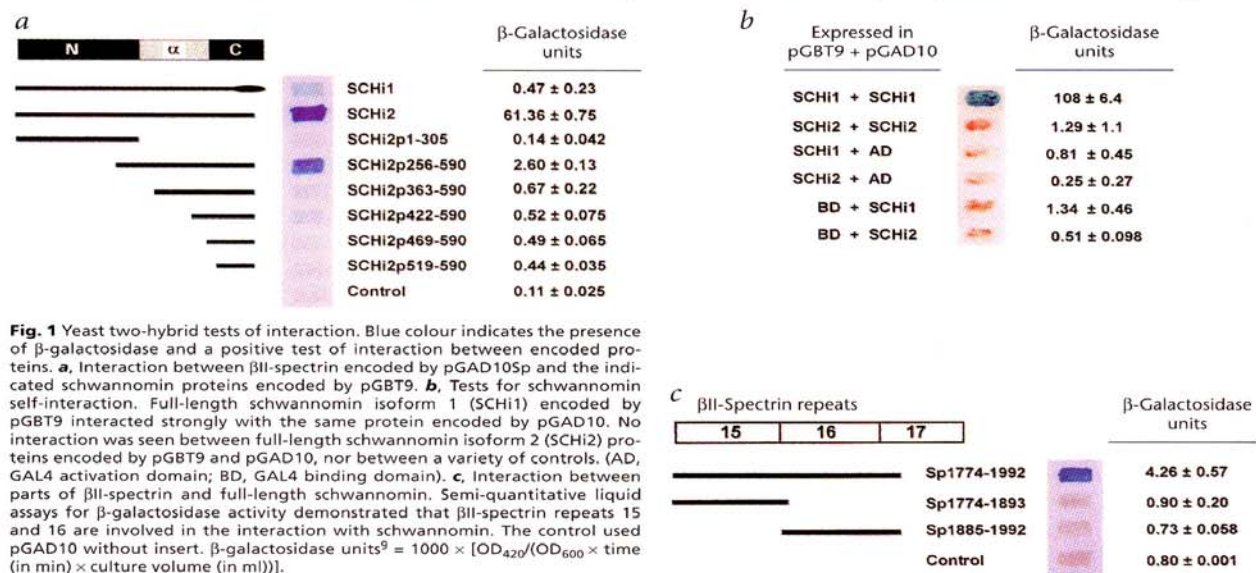 a
N α C
β-Galactosidase
units
SCHi1 0.47 ± 0.23
SCHi2 61.36 ± 0.75
SCHi2p1-305 0.14 ± 0.042
SCHi2p256-590 2.60 ± 0.13
SCHi2p363-590 0.67 ± 0.22
SCHi2p422-590 0.52 ± 0.075
SCHi2p469-590 0.49 ± 0.065
SCHi2p519-590 0.44 ± 0.035
Control 0.11 ± 0.025
b
Expressed in
pGBT9 + pGAD10
β-Galactosidase
units
SCHi1 + SCHi1 108 ± 6.4
SCHi2 + SCHi2 1.29 ± 1.1
SCHi1 + AD 0.81 ± 0.45
SCHi2 + AD 0.25 ± 0.27
BD + SCHi1 1.34 ± 0.46
BD + SCHi2 0.51 ± 0.098
Fig. 1 Yeast two-hybrid tests of interaction. Blue colour indicates the presence
of β-galactosidase and a positive test of interaction between encoded pro-
teins. a, Interaction between βII-spectrin encoded by pGAD10Sp and the indi-
cated schwannomin proteins encoded by pGBT9. b, Tests for schwannomin
self-interaction. Full-length schwannomin isoform 1 (SCHi1) encoded by
pGBT9 interacted strongly with the same protein encoded by pGAD10. No
interaction was seen between full-length schwannomin isoform 2 (SCHi2) pro-
teins encoded by pGBT9 and pGAD10, nor between a variety of controls. (AD,
GAL4 activation domain; BD, GAL4 binding domain). c, Interaction between
parts of βII-spectrin and full-length schwannomin. Semi-quantitative liquid
assays for β-galactosidase activity demonstrated that βII-spectrin repeats 15
and 16 are involved in the interaction with schwannomin. The control used
pGAD10 without insert. β-galactosidase units⁹ = 1000 × [OD₄₂₀/(OD₆₀₀ × time
(in min) × culture volume (in ml))].
c
βII-Spectrin repeats
β-Galactosidase
units
15 16 17
Sp1774-1992 4.26 ± 0.57
Sp1774-1893 0.90 ± 0.20
Sp1885-1992 0.73 ± 0.058
Control 0.80 ± 0.001